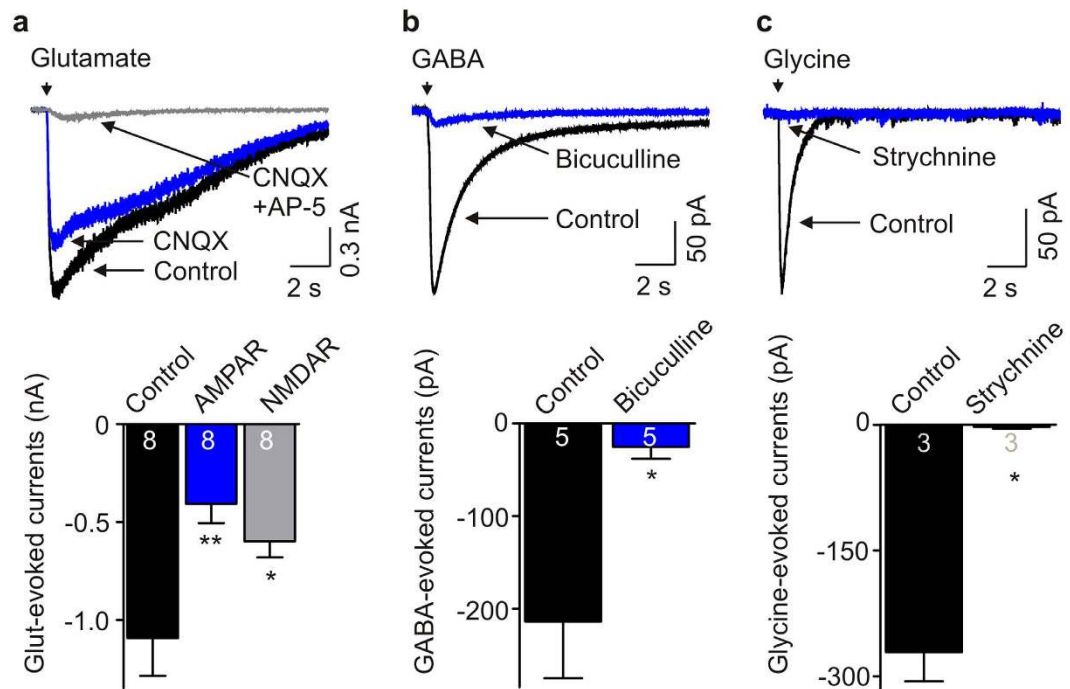 a
Glutamate
CNQX
+AP-5
CNQX
Control
0.3 nA
2 s
Glut-evoked currents (nA)
Control
AMPAR
NMDAR
0
-0.5
-1.0
8
8
8
**
*
b
GABA
Bicuculline
Control
50 pA
2 s
GABA-evoked currents (pA)
Control
Bicuculline
0
-100
-200
5
5
*
c
Glycine
Strychnine
Control
50 pA
2 s
Glycine-evoked currents (pA)
Control
Strychnine
0
-150
-300
3
3
*